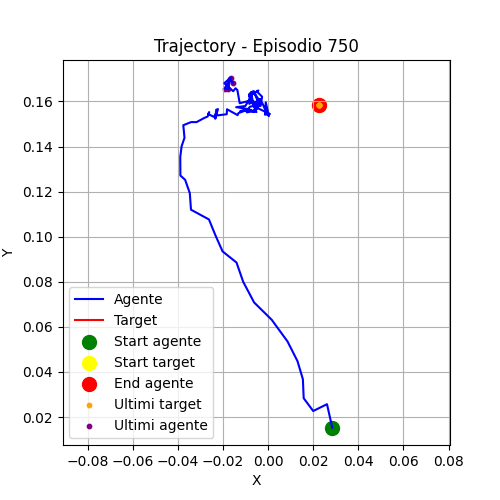 Trajectory - Episodio 750
Y
0.16
0.14
0.12
0.10
0.08
0.06
0.04
0.02
Agente
Target
Start agente
Start target
End agente
Ultimi target
Ultimi agente
−0.08 −0.06 −0.04 −0.02 0.00 0.02 0.04 0.06 0.08
X